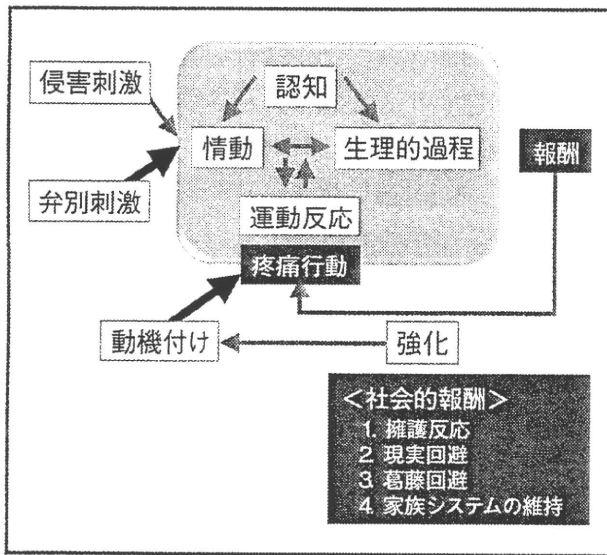 侵害刺激
認知
情動
生理的過程
報酬
弁別刺激
運動反応
疼痛行動
動機付け
強化
＜社会的報酬＞
1. 擁護反応
2. 現実回避
3. 葛藤回避
4. 家族システムの維持